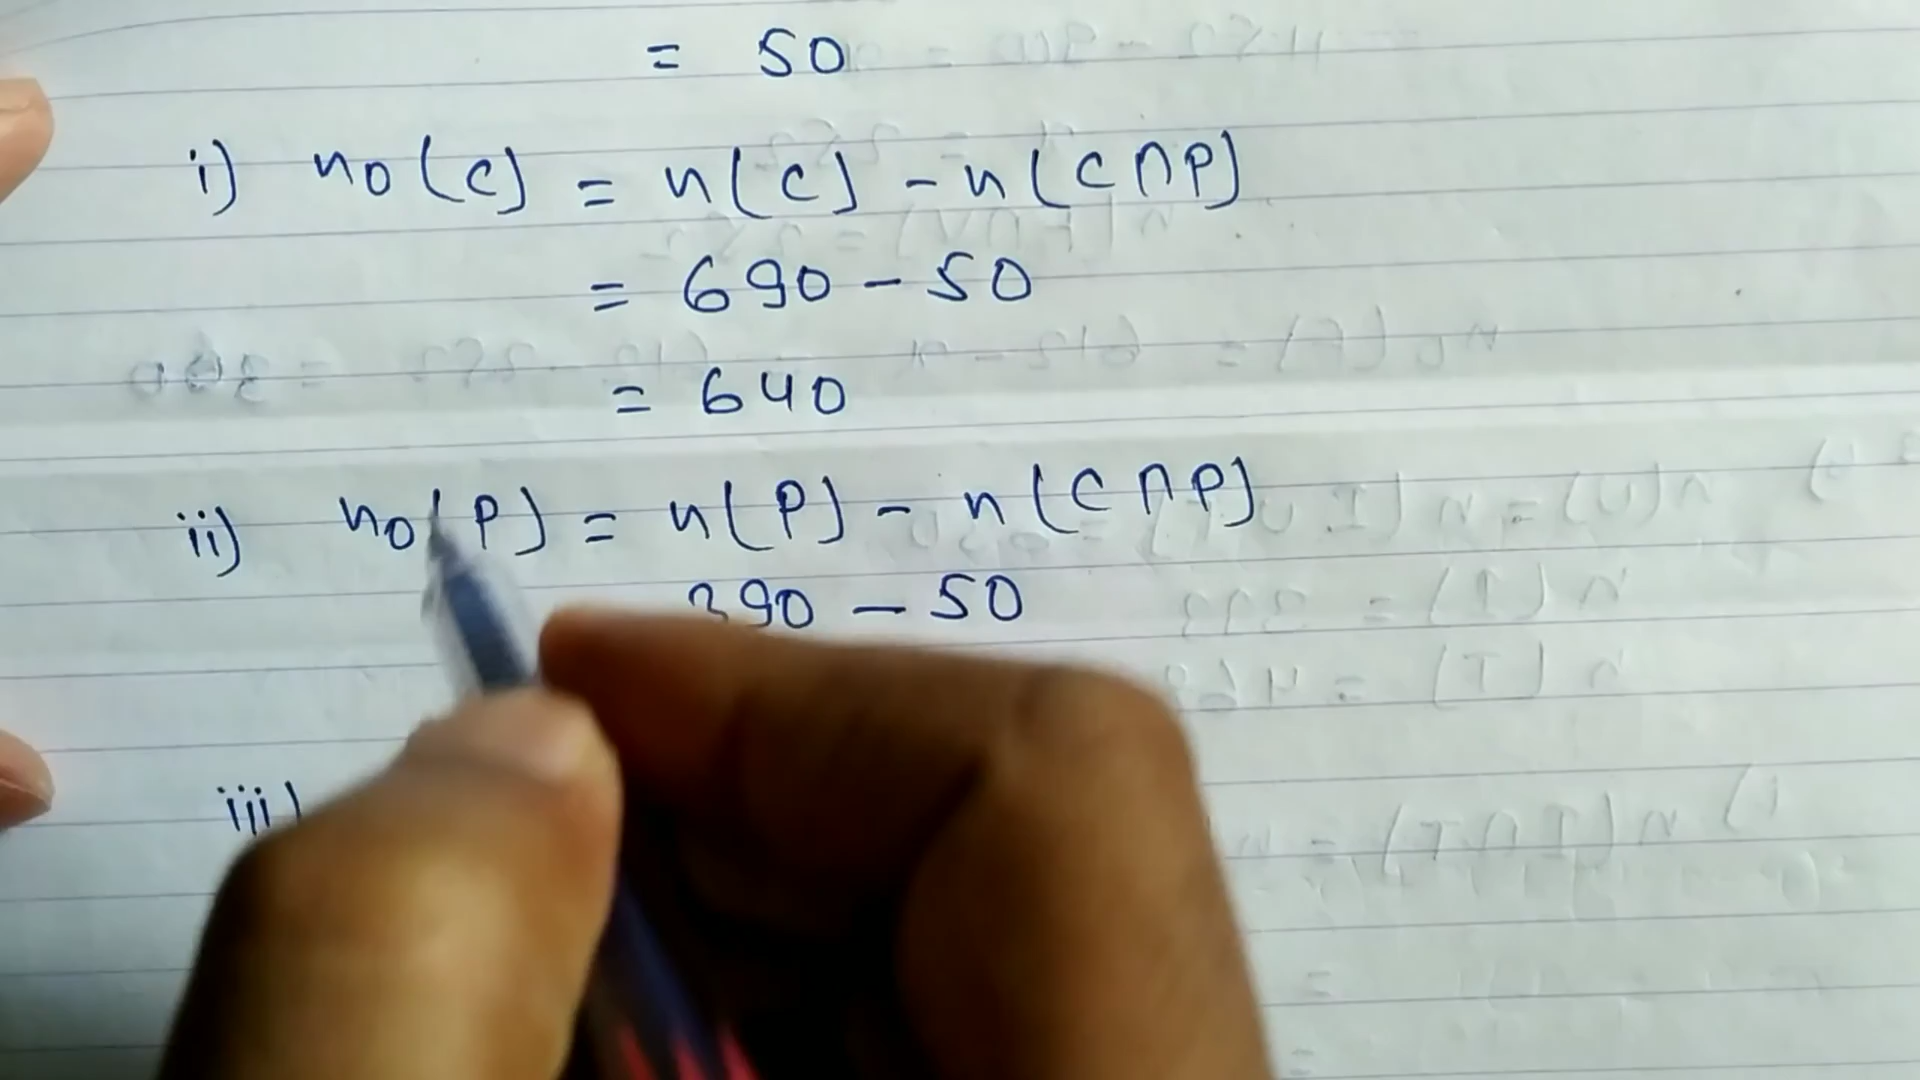 = 50
i) n₀(C) = n(C) - n(C∩P)
= 690 - 50
= 640
ii) n₀(P) = n(P) - n(C∩P)
390 - 50
iii)